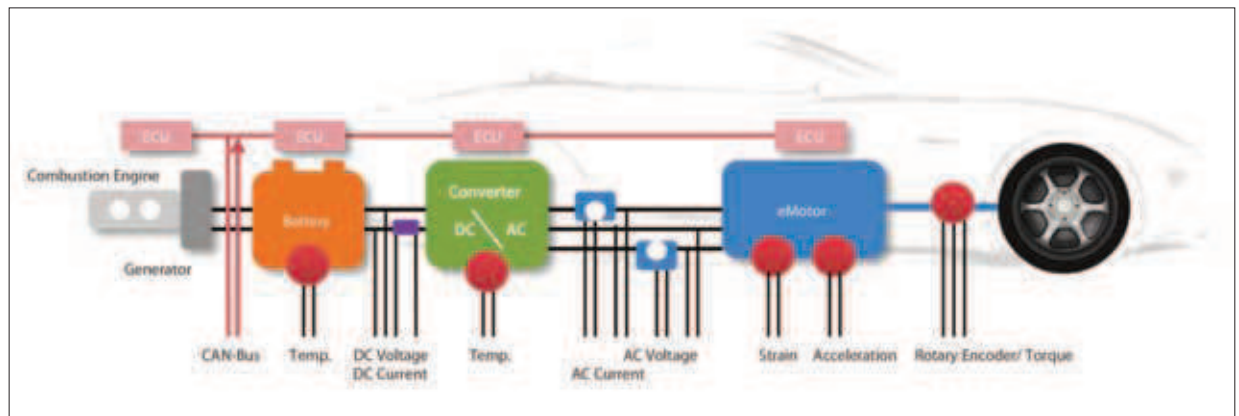 ECU ECU ECU ECU
Combustion Engine
Converter
Battery
DC AC
eMotor
Generator
CAN-Bus Temp. DC Voltage Temp. AC Voltage Strain Acceleration Rotary Encoder/ Torque
DC Current AC Current